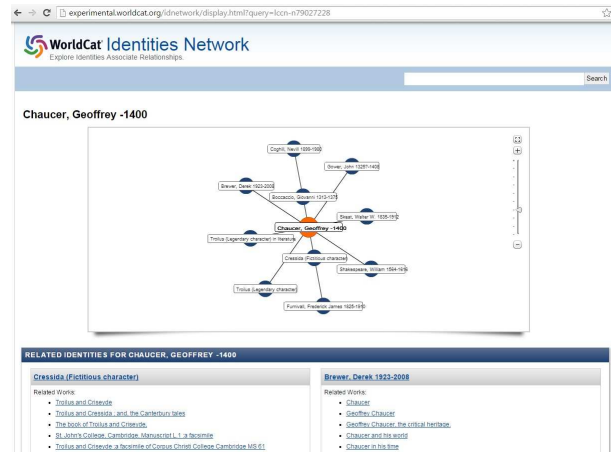 experimental.worldcat.org/idnetwork/display.html?query=lccn-n79027228
WorldCat Identities Network
Explore Identities Associate Relationships.
Search
Chaucer, Geoffrey -1400
Coghill, Nevill 1899-1980
Gower, John 1325?-1408
Brewer, Derek 1923-2008
Boccaccio, Giovanni 1313-1375
Skeat, Walter W. 1835-1912
Chaucer, Geoffrey -1400
Troilus (Legendary character) in literature
Cressida (Fictitious character)
Shakespeare, William 1564-1616
Troilus (Legendary character)
Furnivall, Frederick James 1825-1910
RELATED IDENTITIES FOR CHAUCER, GEOFFREY -1400
Cressida (Fictitious character)
Related Works:
Troilus and Criseyde
Troilus and Cressida ; and, the Canterbury tales
The book of Troilus and Criseyde,
St. John's College, Cambridge, Manuscript L.1 : a facsimile
Troilus and Criseyde : a facsimile of Corpus Christi College Cambridge MS 61
Brewer, Derek 1923-2008
Related Works:
Chaucer
Geoffrey Chaucer
Geoffrey Chaucer, the critical heritage.
Chaucer and his world
Chaucer in his time